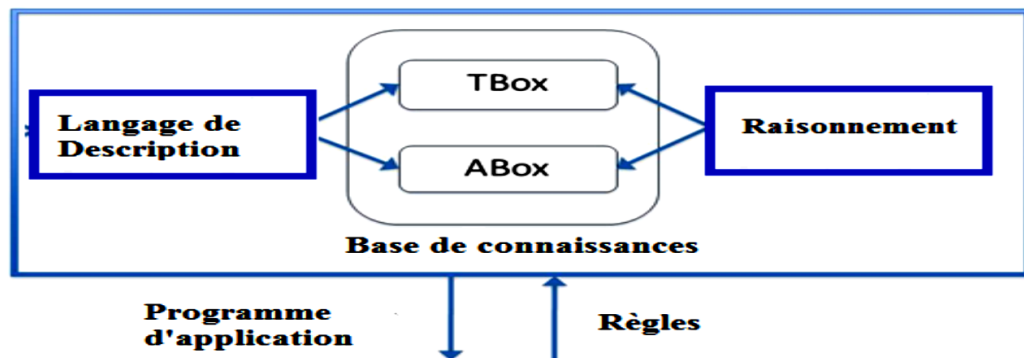 TBox
Langage de
Description
Raisonnement
ABox
Base de connaissances
Programme
d'application
Règles